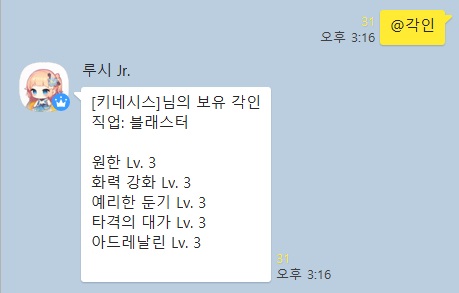 31
오후 3:16
@각인
루시 Jr.
[키네시스]님의 보유 각인
직업: 블래스터
원한 Lv. 3
화력 강화 Lv. 3
예리한 둔기 Lv. 3
타격의 대가 Lv. 3
아드레날린 Lv. 3
31
오후 3:16